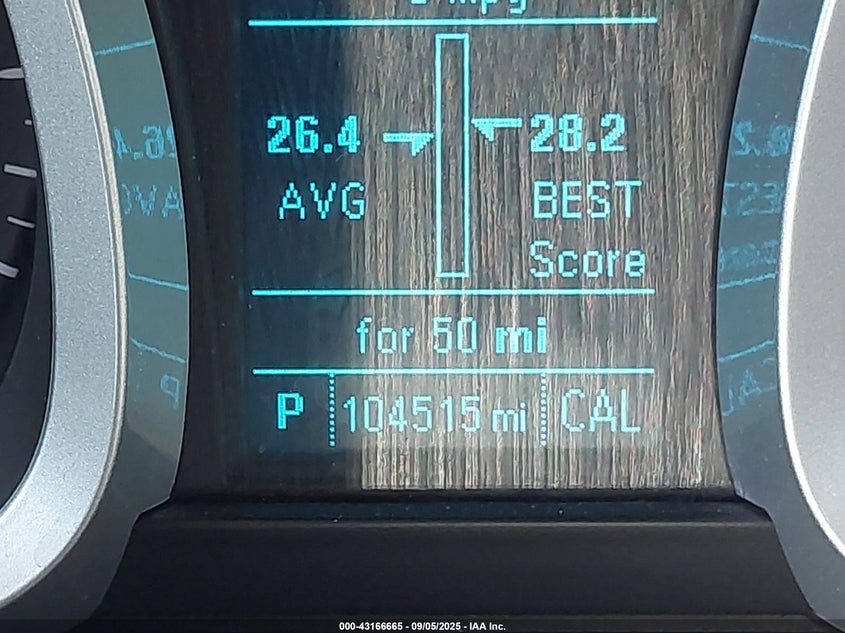 mpg
26.4 28.2
AVG BEST
Score
for 50 mi
P 104515 mi CAL
000-43166665 - 09/05/2025 - IAA Inc.